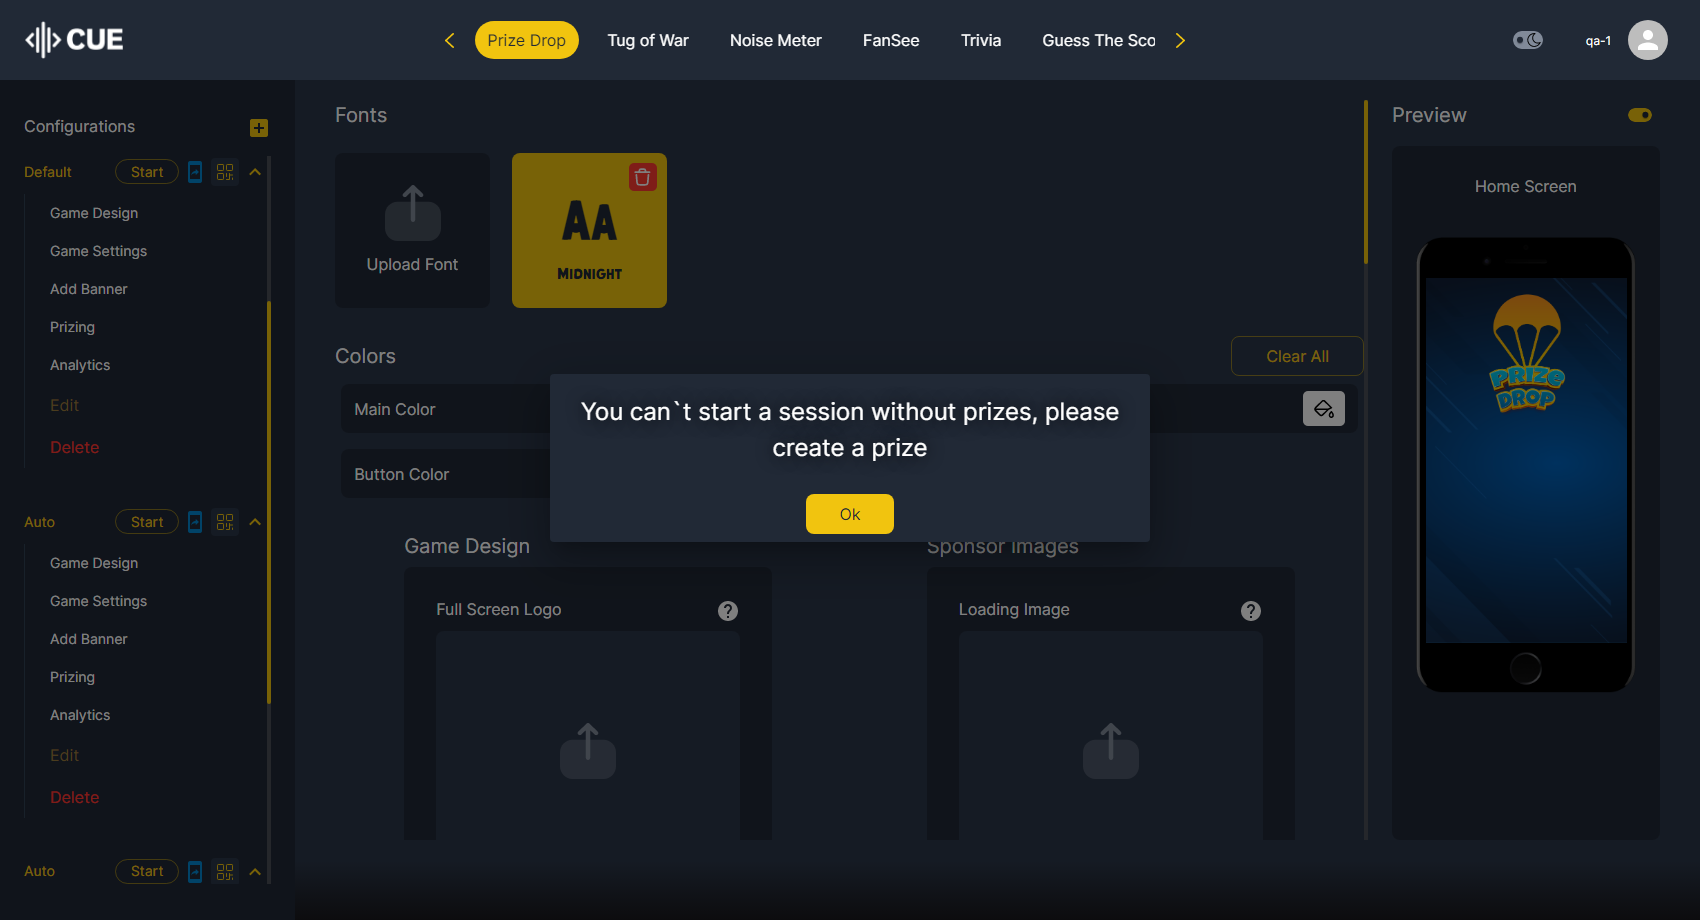 CUE
Prize Drop
Tug of War
Noise Meter
FanSee
Trivia
Guess The Sco
qa-1
Configurations
Default
Start
Game Design
Game Settings
Add Banner
Prizing
Analytics
Edit
Delete
Auto
Start
Game Design
Game Settings
Add Banner
Prizing
Analytics
Edit
Delete
Auto
Start
Fonts
Upload Font
AA
MIDNIGHT
Colors
Clear All
Main Color
Button Color
You can`t start a session without prizes, please
create a prize
Ok
Game Design
Full Screen Logo
?
Sponsor Images
Loading Image
?
Preview
Home Screen
PRIZE
DROP